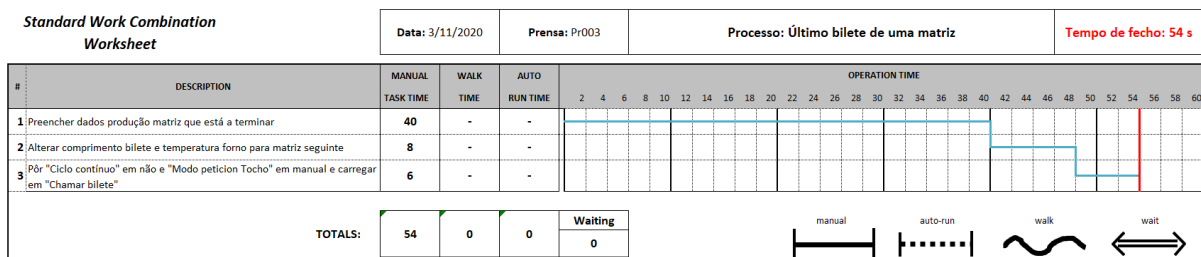 Standard Work Combination
Worksheet
Data: 3/11/2020
Prensa: Pr003
Processo: Último bilete de uma matriz
Tempo de fecho: 54 s
# DESCRIPTION MANUAL TASK TIME WALK TIME AUTO RUN TIME OPERATION TIME
2 4 6 8 10 12 14 16 18 20 22 24 26 28 30 32 34 36 38 40 42 44 46 48 50 52 54 56 58 60
1 Preencher dados produção matriz que está a terminar 40 - -
2 Alterar comprimento bilete e temperatura forno para matriz seguinte 8 - -
3 Pôr "Ciclo contínuo" em não e "Modo peticion Tocho" em manual e carregar
em "Chamar bilete" 6 - -
TOTALS: 54 0 0
Waiting
0
manual auto-run walk wait